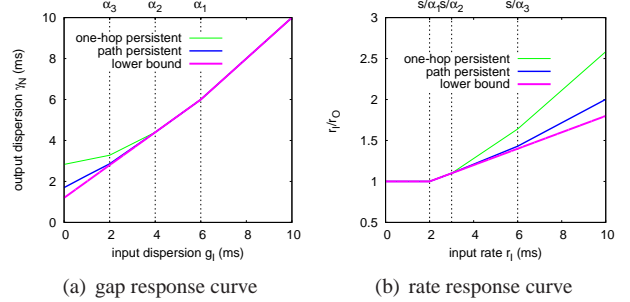 α3 α2 α1
10
8
6
4
2
0
0 2 4 6 8 10
output dispersion γN (ms)
input dispersion gI (ms)
one-hop persistent
path persistent
lower bound
(a) gap response curve
s/α1 s/α2 s/α3
3
2.5
2
1.5
1
0.5
0 2 4 6 8 10
rI/rO
input rate rI (ms)
one-hop persistent
path persistent
lower bound
(b) rate response curve